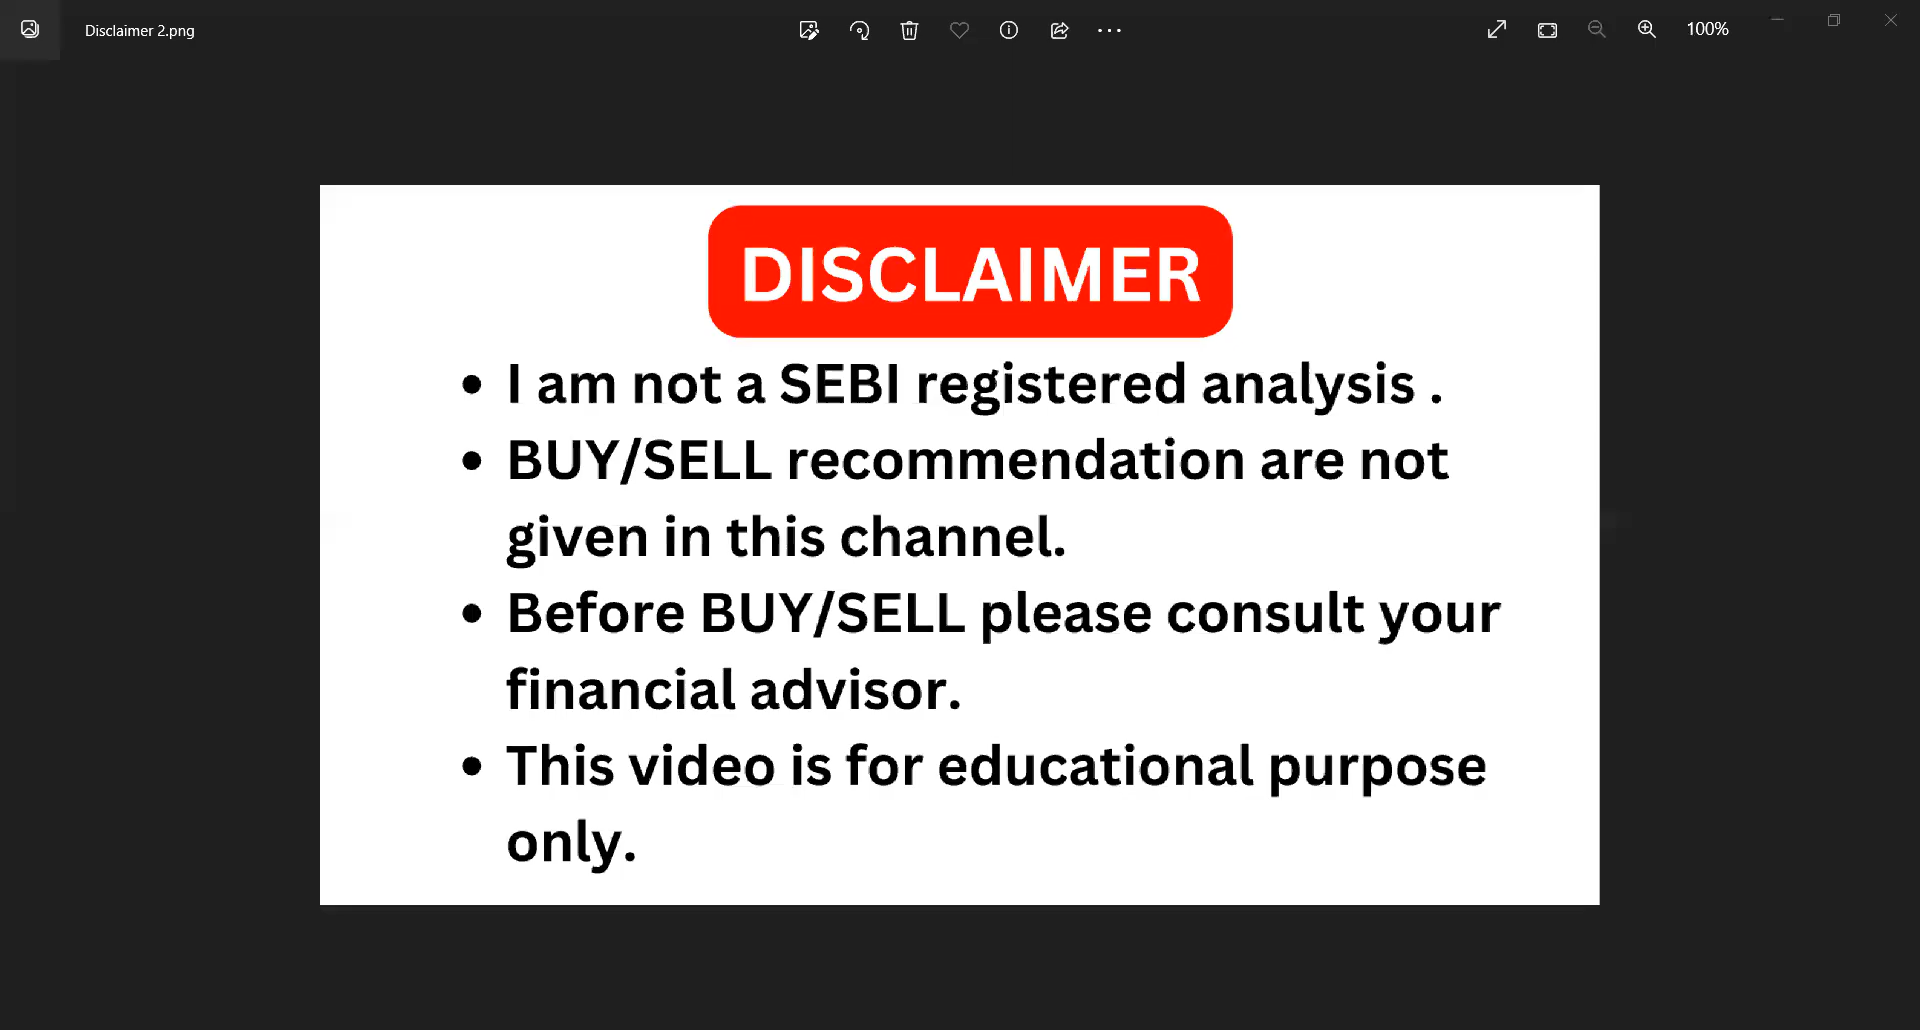 Disclaimer 2.png
100%
DISCLAIMER
• I am not a SEBI registered analysis .
• BUY/SELL recommendation are not
given in this channel.
• Before BUY/SELL please consult your
financial advisor.
• This video is for educational purpose
only.